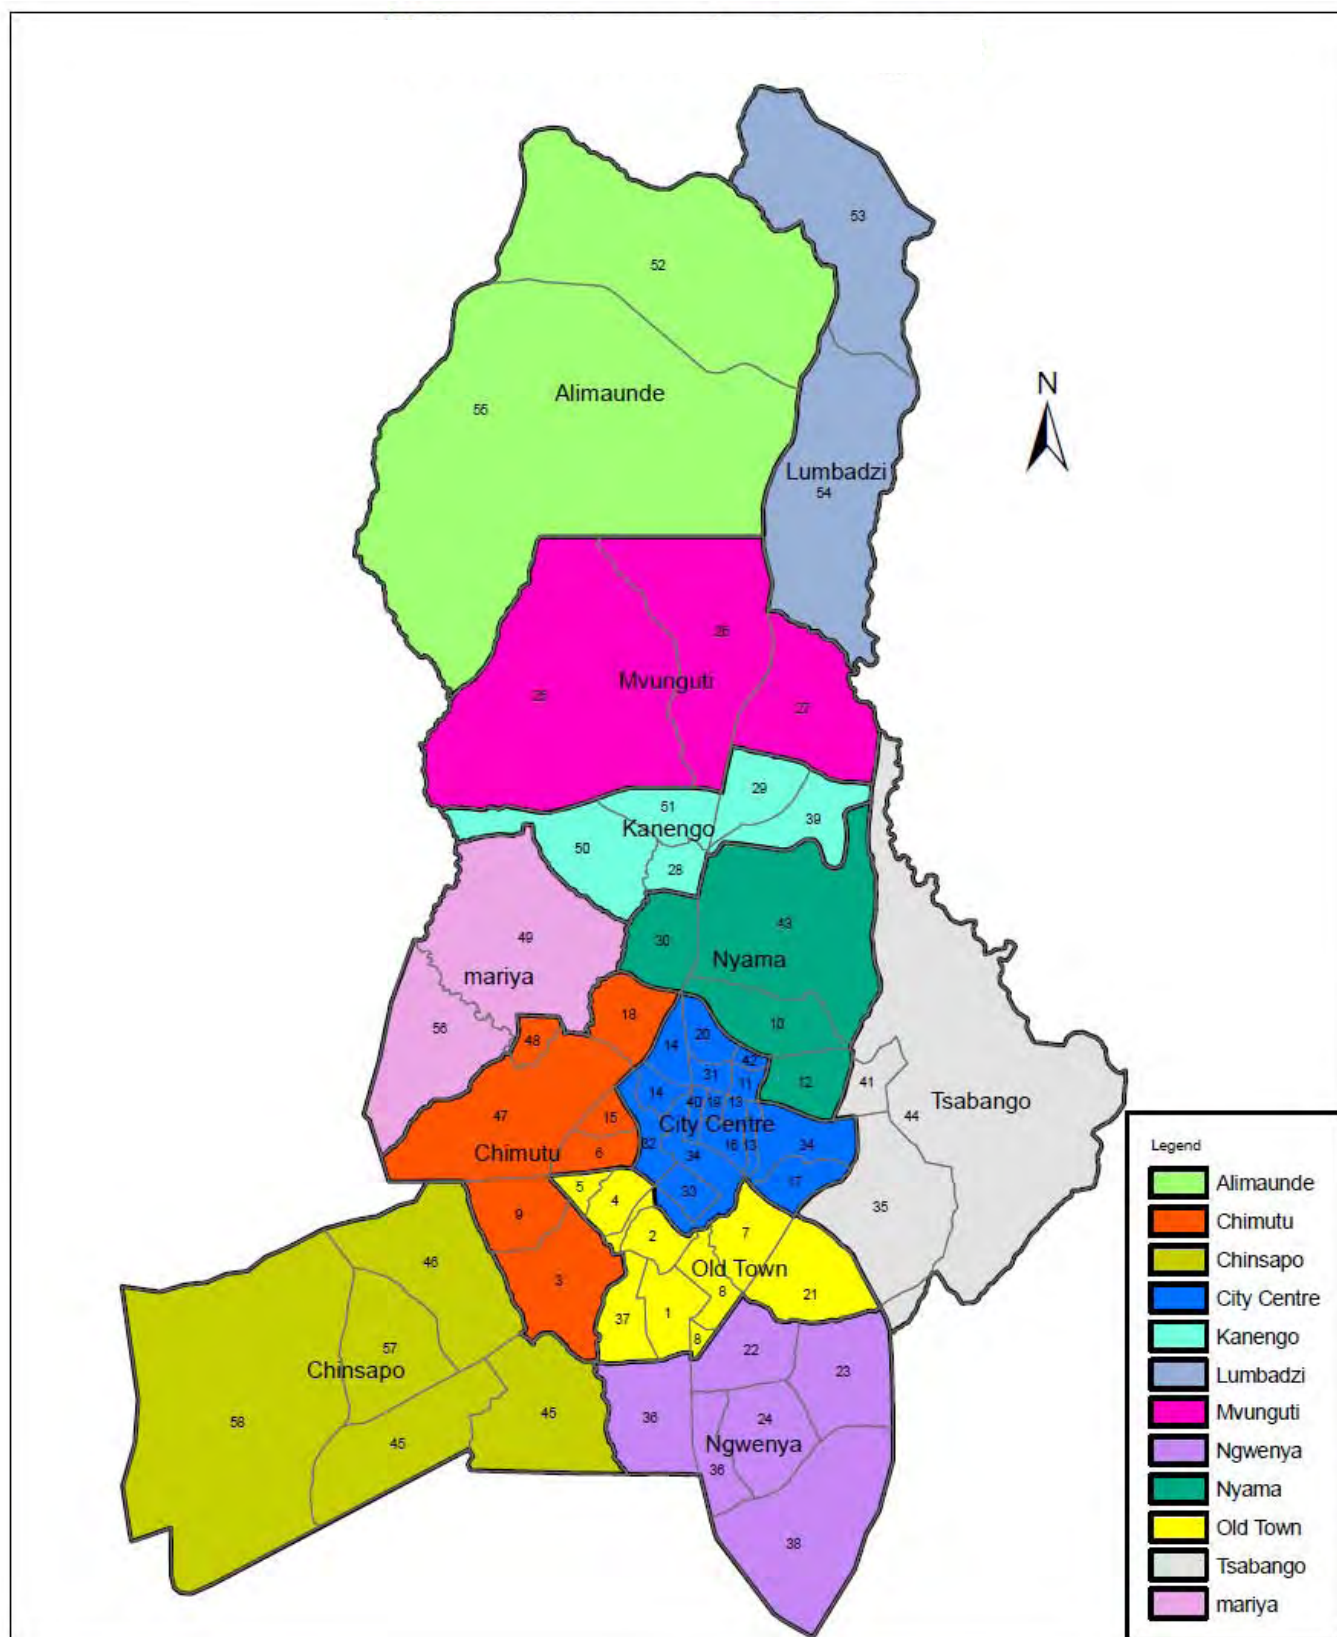 53
52
N
Alimaunde
55
Lumbadzi
54
26
Mvunguti
25
27
29
51
39
Kanengo
50
28
43
49
30
Nyama
mariya
18
10
56
48
20
14
42
31
12
11
41
14
40
19
13
Tsabango
47
15
City Centre
44
34
32
16
13
Chimutu
6
34
17
5
33
4
35
9
7
2
46
Old Town
3
8
21
37
1
8
57
22
Chinsapo
23
58
45
36
24
45
Ngwenya
36
38
Legend
Alimaunde
Chimutu
Chinsapo
City Centre
Kanengo
Lumbadzi
Mvunguti
Ngwenya
Nyama
Old Town
Tsabango
mariya